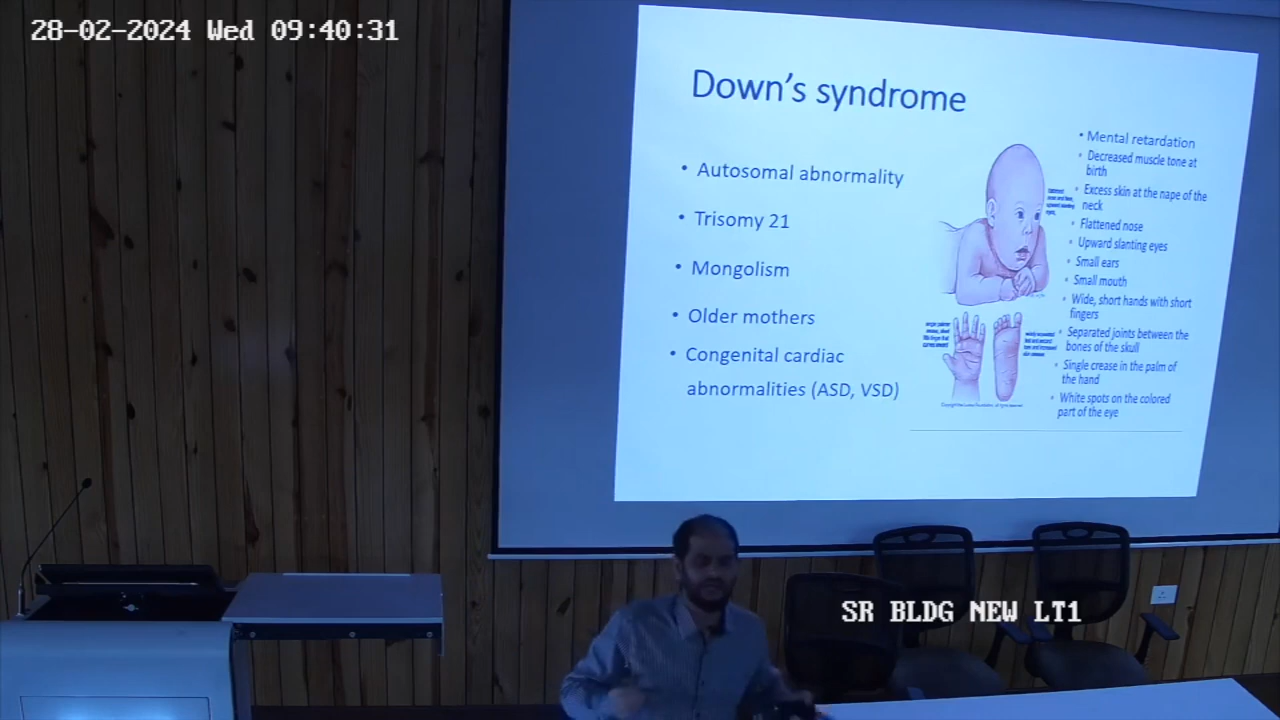 28-02-2024 Wed 09:40:31
Down's syndrome
• Autosomal abnormality
• Trisomy 21
• Mongolism
• Older mothers
• Congenital cardiac
abnormalities (ASD, VSD)
• Mental retardation
• Decreased muscle tone at
birth
• Excess skin at the nape of the
neck
• Flattened nose
• Upward slanting eyes
• Small ears
• Small mouth
• Wide, short hands with short
fingers
• Separated joints between the
bones of the skull
• Single crease in the palm of
the hand
• White spots on the colored
part of the eye
SR BLDG NEW LT1